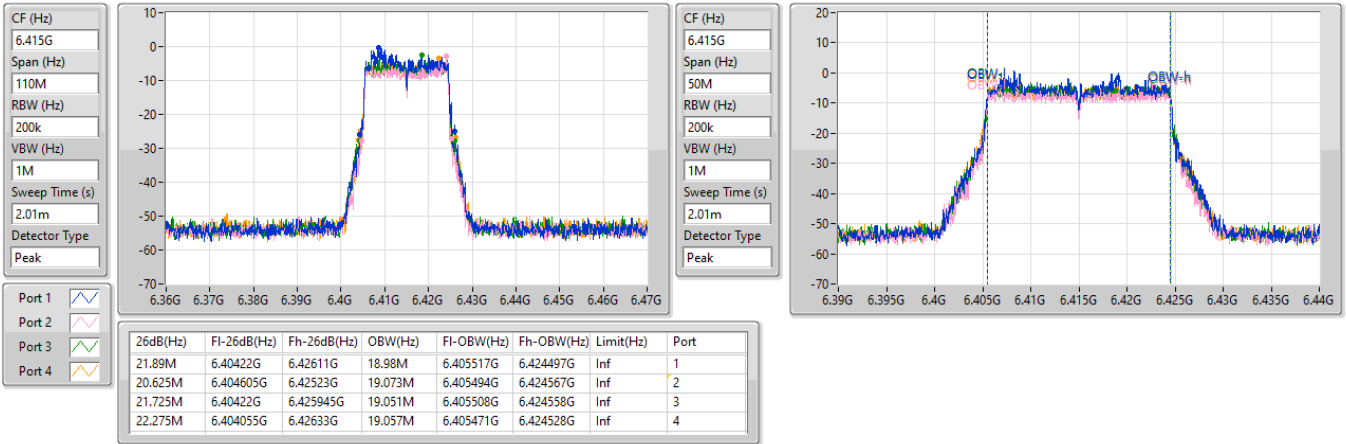 CF (Hz)
6.415G
Span (Hz)
110M
RBW (Hz)
200k
VBW (Hz)
1M
Sweep Time (s)
2.01m
Detector Type
Peak
10
0
-10
-20
-30
-40
-50
-60
-70
6.36G 6.37G 6.38G 6.39G 6.4G 6.41G 6.42G 6.43G 6.44G 6.45G 6.46G 6.47G
CF (Hz)
6.415G
Span (Hz)
50M
RBW (Hz)
200k
VBW (Hz)
1M
Sweep Time (s)
2.01m
Detector Type
Peak
20
10
0
-10
-20
-30
-40
-50
-60
-70
OBW-l OBW-h
6.39G 6.395G 6.4G 6.405G 6.41G 6.415G 6.42G 6.425G 6.43G 6.435G 6.44G
Port 1
Port 2
Port 3
Port 4
26dB(Hz) Fl-26dB(Hz) Fh-26dB(Hz) OBW(Hz) Fl-OBW(Hz) Fh-OBW(Hz) Limit(Hz) Port
21.89M 6.40422G 6.42611G 18.98M 6.405517G 6.424497G Inf 1
20.625M 6.404605G 6.42523G 19.073M 6.405494G 6.424567G Inf 2
21.725M 6.40422G 6.425945G 19.051M 6.405508G 6.424558G Inf 3
22.275M 6.404055G 6.42633G 19.057M 6.405471G 6.424528G Inf 4